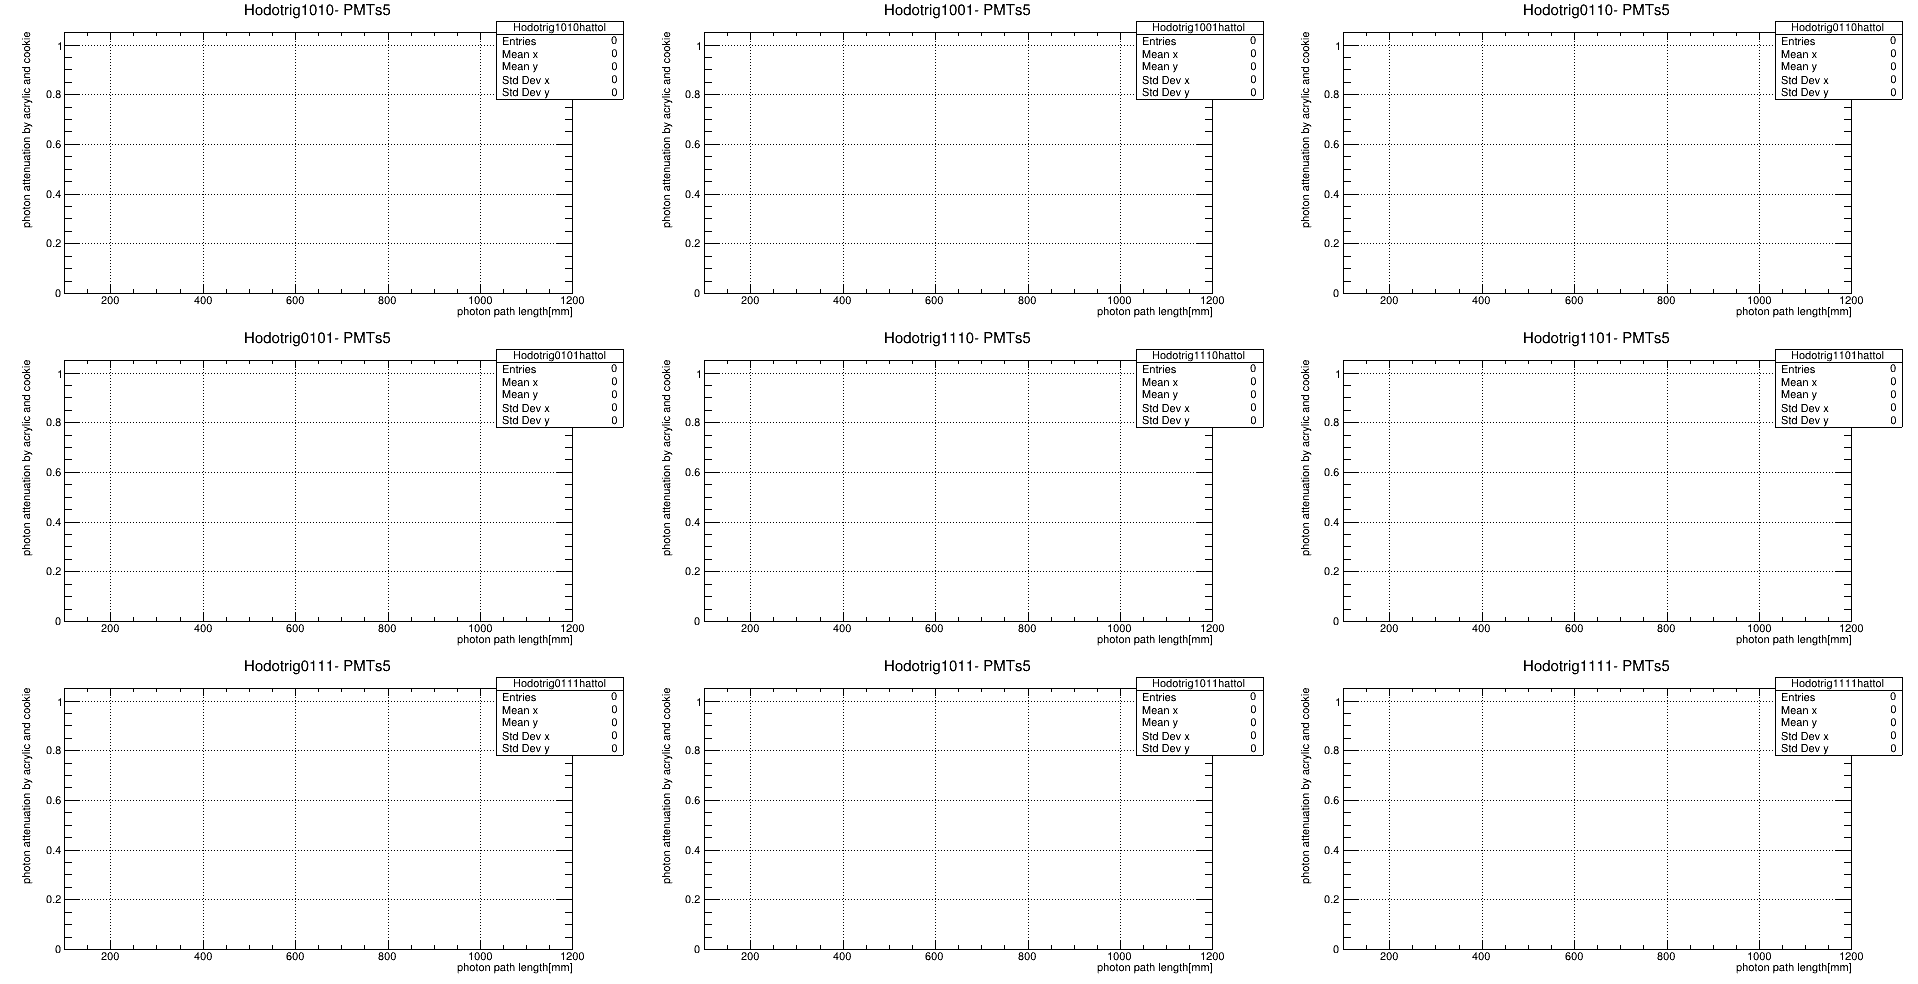 Hodotrig1010- PMTs5
Hodotrig1010hattol
Entries 0
Mean x 0
Mean y 0
Std Dev x 0
Std Dev y 0
photon attenuation by acrylic and cookie
1
0.8
0.6
0.4
0.2
0
200 400 600 800 1000 1200
photon path length[mm]
Hodotrig1001- PMTs5
Hodotrig1001hattol
Entries 0
Mean x 0
Mean y 0
Std Dev x 0
Std Dev y 0
photon attenuation by acrylic and cookie
1
0.8
0.6
0.4
0.2
0
200 400 600 800 1000 1200
photon path length[mm]
Hodotrig0110- PMTs5
Hodotrig0110hattol
Entries 0
Mean x 0
Mean y 0
Std Dev x 0
Std Dev y 0
photon attenuation by acrylic and cookie
1
0.8
0.6
0.4
0.2
0
200 400 600 800 1000 1200
photon path length[mm]
Hodotrig0101- PMTs5
Hodotrig0101hattol
Entries 0
Mean x 0
Mean y 0
Std Dev x 0
Std Dev y 0
photon attenuation by acrylic and cookie
1
0.8
0.6
0.4
0.2
0
200 400 600 800 1000 1200
photon path length[mm]
Hodotrig1110- PMTs5
Hodotrig1110hattol
Entries 0
Mean x 0
Mean y 0
Std Dev x 0
Std Dev y 0
photon attenuation by acrylic and cookie
1
0.8
0.6
0.4
0.2
0
200 400 600 800 1000 1200
photon path length[mm]
Hodotrig1101- PMTs5
Hodotrig1101hattol
Entries 0
Mean x 0
Mean y 0
Std Dev x 0
Std Dev y 0
photon attenuation by acrylic and cookie
1
0.8
0.6
0.4
0.2
0
200 400 600 800 1000 1200
photon path length[mm]
Hodotrig0111- PMTs5
Hodotrig0111hattol
Entries 0
Mean x 0
Mean y 0
Std Dev x 0
Std Dev y 0
photon attenuation by acrylic and cookie
1
0.8
0.6
0.4
0.2
0
200 400 600 800 1000 1200
photon path length[mm]
Hodotrig1011- PMTs5
Hodotrig1011hattol
Entries 0
Mean x 0
Mean y 0
Std Dev x 0
Std Dev y 0
photon attenuation by acrylic and cookie
1
0.8
0.6
0.4
0.2
0
200 400 600 800 1000 1200
photon path length[mm]
Hodotrig1111- PMTs5
Hodotrig1111hattol
Entries 0
Mean x 0
Mean y 0
Std Dev x 0
Std Dev y 0
photon attenuation by acrylic and cookie
1
0.8
0.6
0.4
0.2
0
200 400 600 800 1000 1200
photon path length[mm]